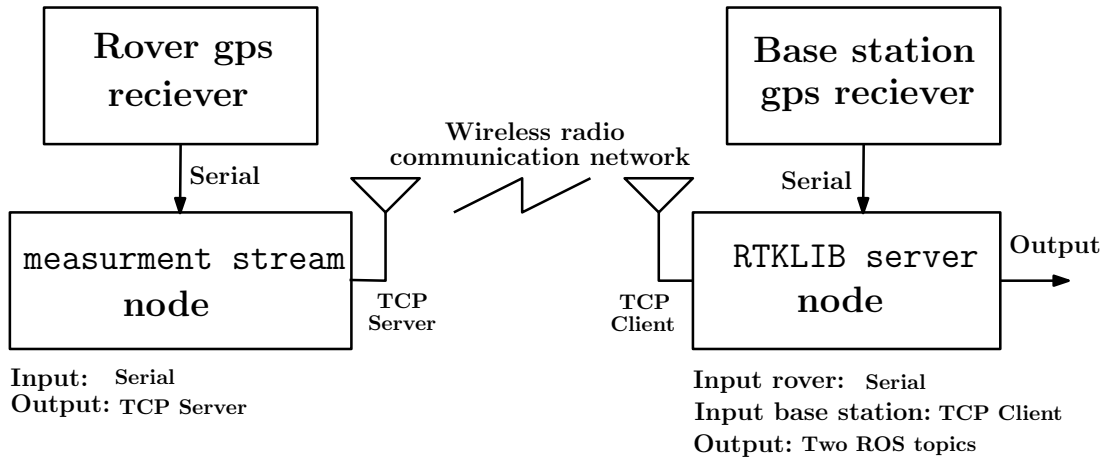 Rover gps
reciever
Base station
gps reciever
Wireless radio
communication network
Serial
Serial
measurment stream
node
RTKLIB server
node
Output
TCP
Server
TCP
Client
Input: Serial
Output: TCP Server
Input rover: Serial
Input base station: TCP Client
Output: Two ROS topics